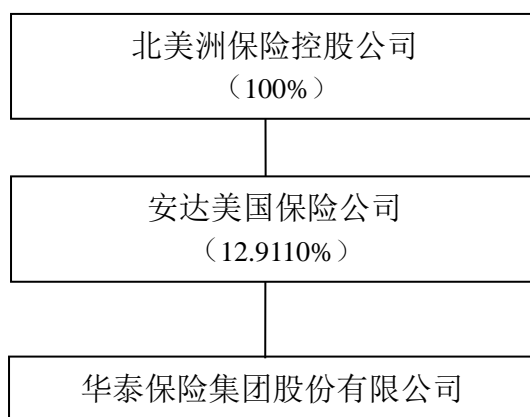 北美洲保险控股公司
（100%）
安达美国保险公司
（12.9110%）
华泰保险集团股份有限公司